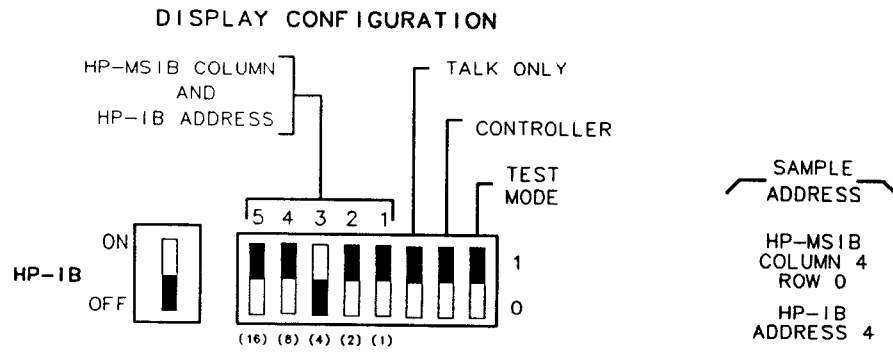 DISPLAY CONFIGURATION
HP-MSIB COLUMN
AND
HP-IB ADDRESS
TALK ONLY
CONTROLLER
TEST
MODE
5 4 3 2 1
ON
HP-IB
OFF
1
0
(16) (8) (4) (2) (1)
SAMPLE
ADDRESS
HP-MSIB
COLUMN 4
ROW 0
HP-IB
ADDRESS 4